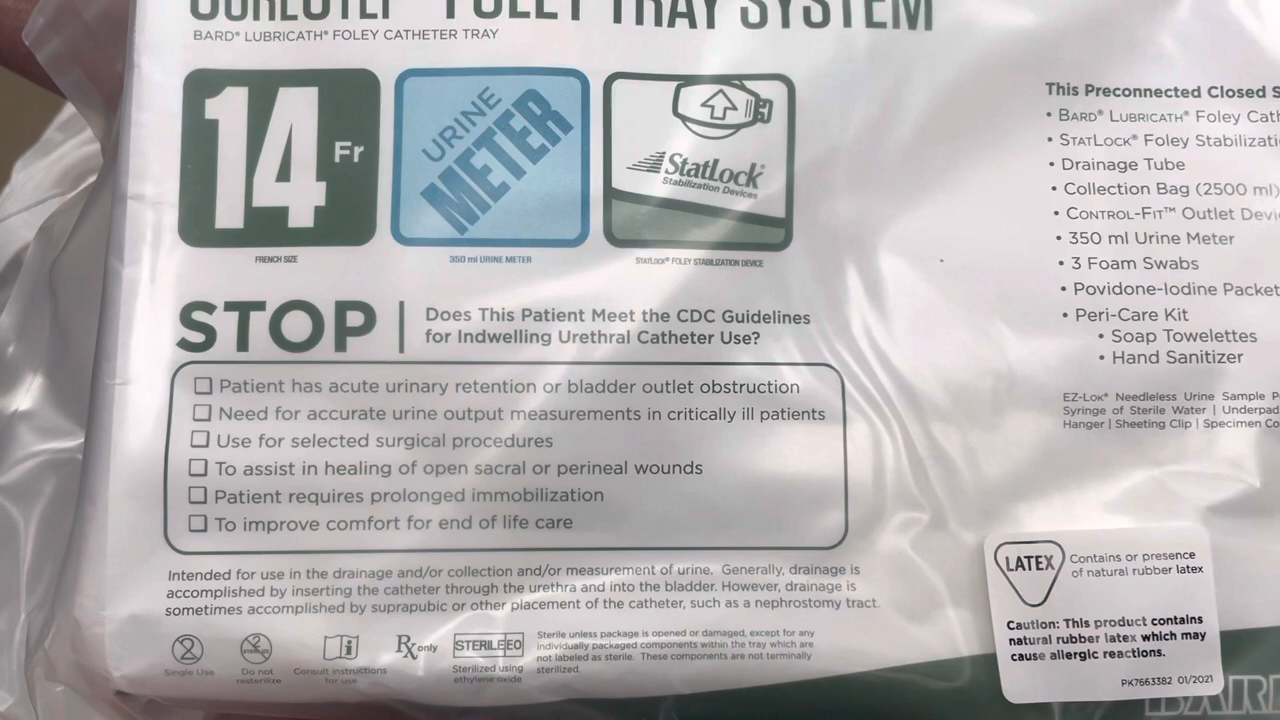 FOLEY TRAY SYSTEM
BARD® LUBRICATH® FOLEY CATHETER TRAY
14 Fr
FRENCH SIZE
URINE
METER
350 ml URINE METER
StatLock®
Stabilization Devices
STATLOCK® FOLEY STABILIZATION DEVICE
STOP
Does This Patient Meet the CDC Guidelines
for Indwelling Urethral Catheter Use?
Patient has acute urinary retention or bladder outlet obstruction
Need for accurate urine output measurements in critically ill patients
Use for selected surgical procedures
To assist in healing of open sacral or perineal wounds
Patient requires prolonged immobilization
To improve comfort for end of life care
Intended for use in the drainage and/or collection and/or measurement of urine. Generally, drainage is
accomplished by inserting the catheter through the urethra and into the bladder. However, drainage is
sometimes accomplished by suprapubic or other placement of the catheter, such as a nephrostomy tract.
2
Single Use
2
STERILIZE
Do not
resterilize
i
Consult instructions
for use
Rx only
STERILE EO
Sterilized using
ethylene oxide
Sterile unless package is opened or damaged, except for any
individually packaged components within the tray which are
not labeled as sterile. These components are not terminally
sterilized.
This Preconnected Closed
• BARD® LUBRICATH® Foley
• STATLOCK® Foley
• Drainage Tube
• Collection Bag (2500 ml)
• CONTROL-FIT™ Outlet
• 350 ml Urine Meter
• 3 Foam Swabs
• Povidone-Iodine Packet
• Peri-Care Kit
• Soap Towelettes
• Hand Sanitizer
EZ-LOK® Needleless Urine Sample
Syringe of Sterile Water | Underpad
Hanger | Sheeting Clip | Specimen
LATEX
Contains or presence
of natural rubber latex
Caution: This product contains
natural rubber latex which may
cause allergic reactions.
PK7663382 01/2021